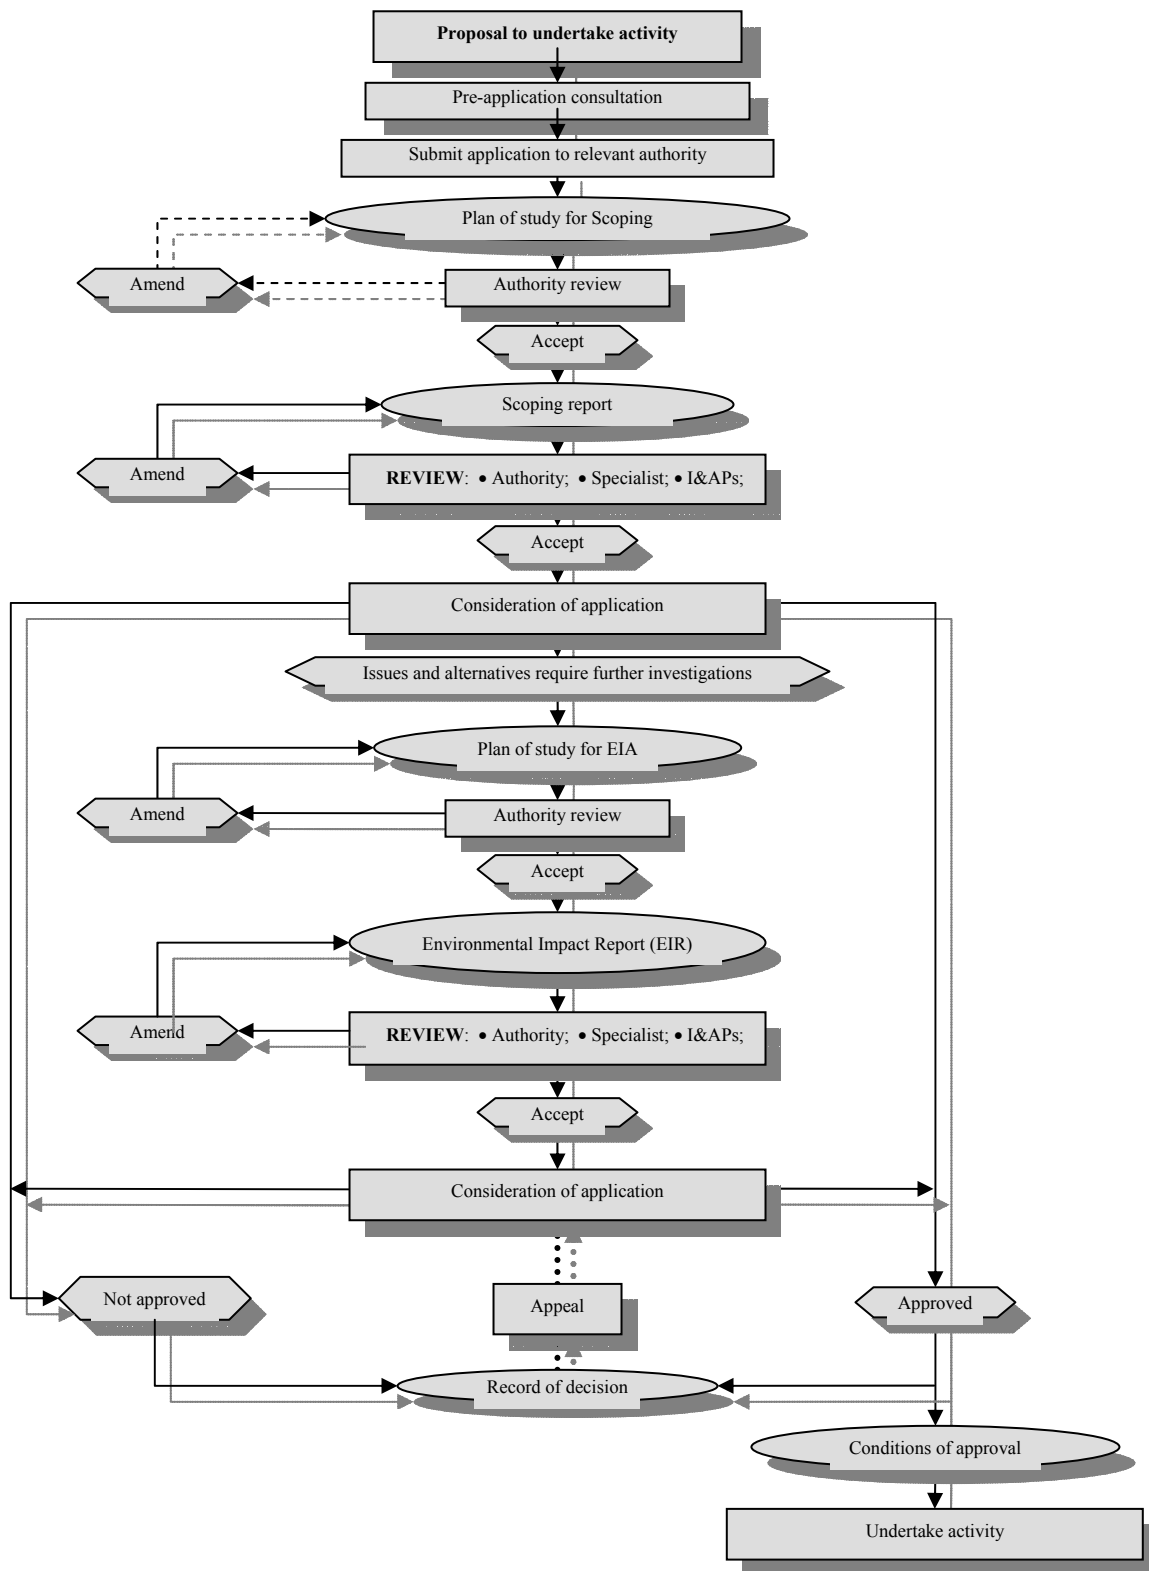 Proposal to undertake activity
Pre-application consultation
Submit application to relevant authority
Plan of study for Scoping
Amend
Authority review
Accept
Scoping report
Amend
REVIEW: • Authority; • Specialist; • I&APs;
Accept
Consideration of application
Issues and alternatives require further investigations
Plan of study for EIA
Amend
Authority review
Accept
Environmental Impact Report (EIR)
Amend
REVIEW: • Authority; • Specialist; • I&APs;
Accept
Consideration of application
Not approved
Appeal
Approved
Record of decision
Conditions of approval
Undertake activity